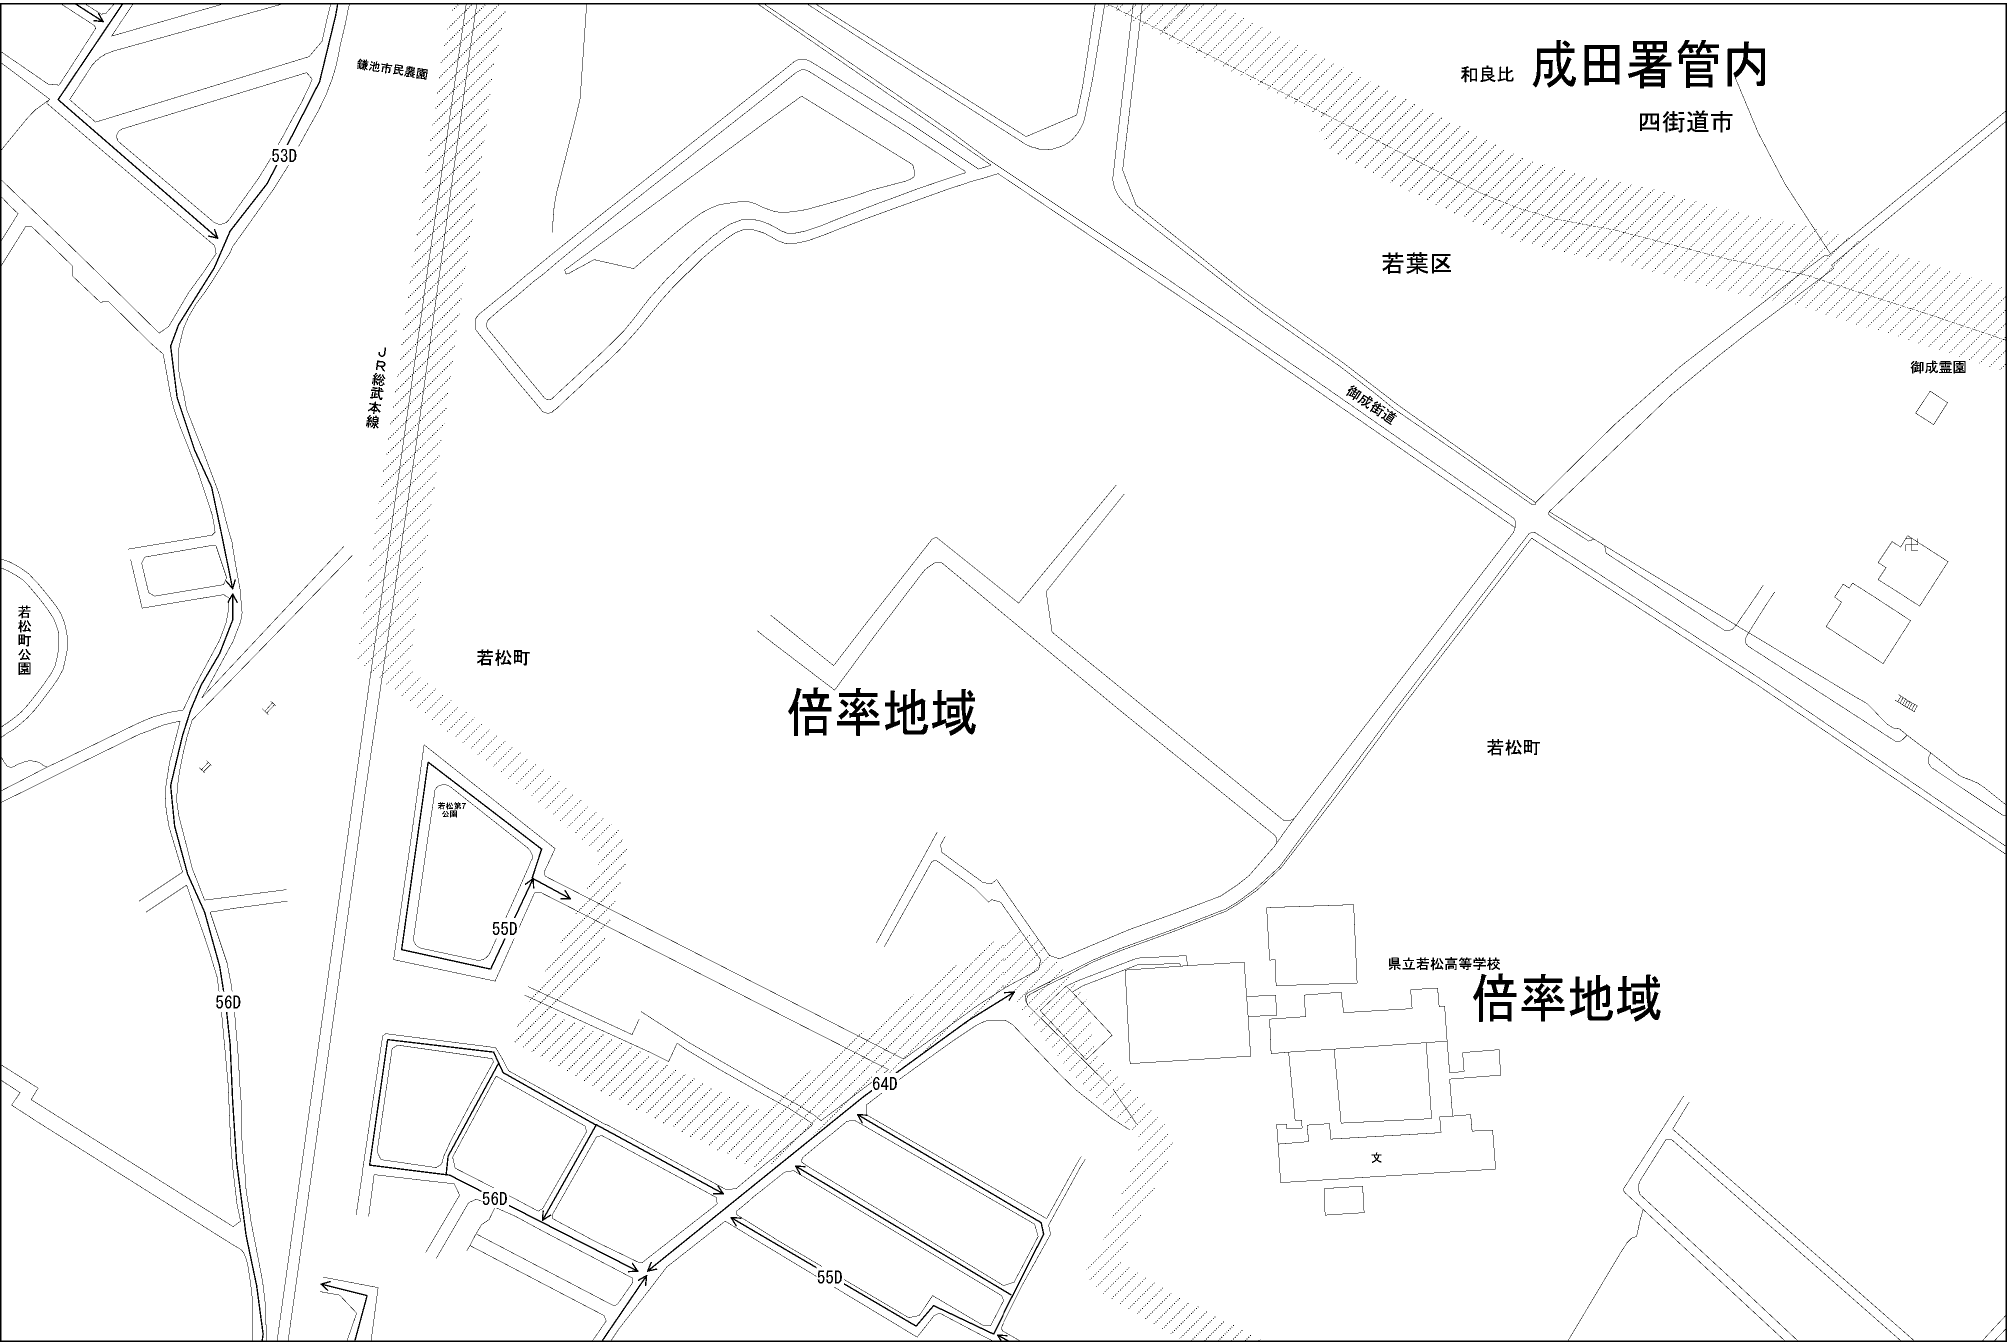 鎌池市民農園
和良比
成田署管内
四街道市
53D
若葉区
JR総武本線
御成霊園
御成街道
若松町公園
若松町
倍率地域
若松町
若松第7
公園
55D
県立若松高等学校
倍率地域
56D
64D
文
56D
55D